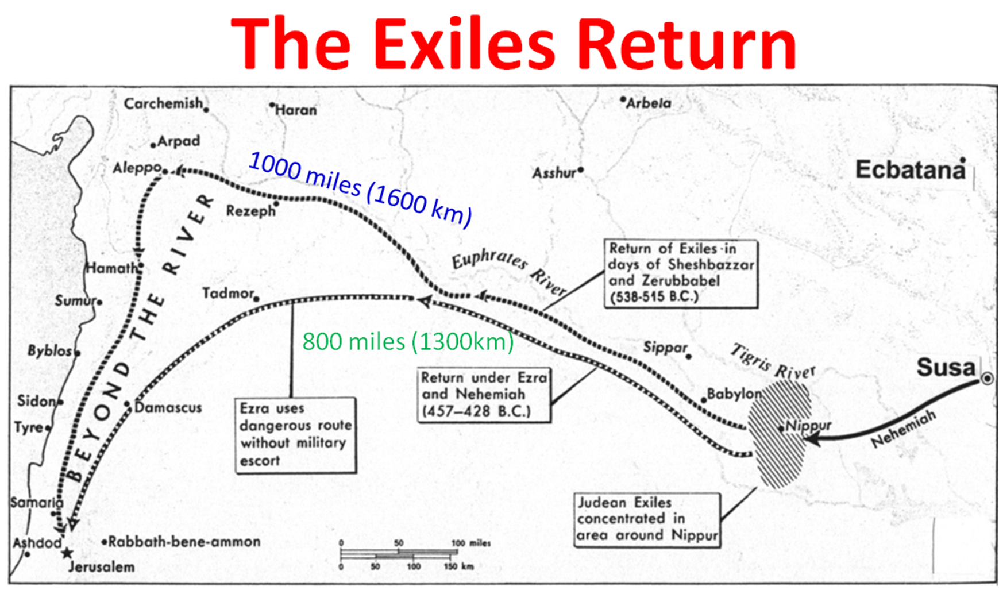 The Exiles Return
Carchemish
Haran
Arbela
Arpad
Aleppo
1000 miles (1600 km)
Asshur
Ecbatana
Rezeph
BEYOND THE RIVER
Hamath
Euphrates River
Return of Exiles in
days of Sheshbazzar
and Zerubbabel
(538-515 B.C.)
Sumur
Tadmor
800 miles (1300km)
Byblos
Sippar
Tigris River
Susa
Return under Ezra
and Nehemiah
(457–428 B.C.)
Babylon
Sidon
Damascus
Ezra uses
dangerous route
without military
escort
Tyre
Nippur
Nehemiah
Samaria
Judean Exiles
concentrated in
area around Nippur
Ashdod
Rabbath-bene-ammon
Jerusalem
0 50 100 miles
0 50 100 150 km